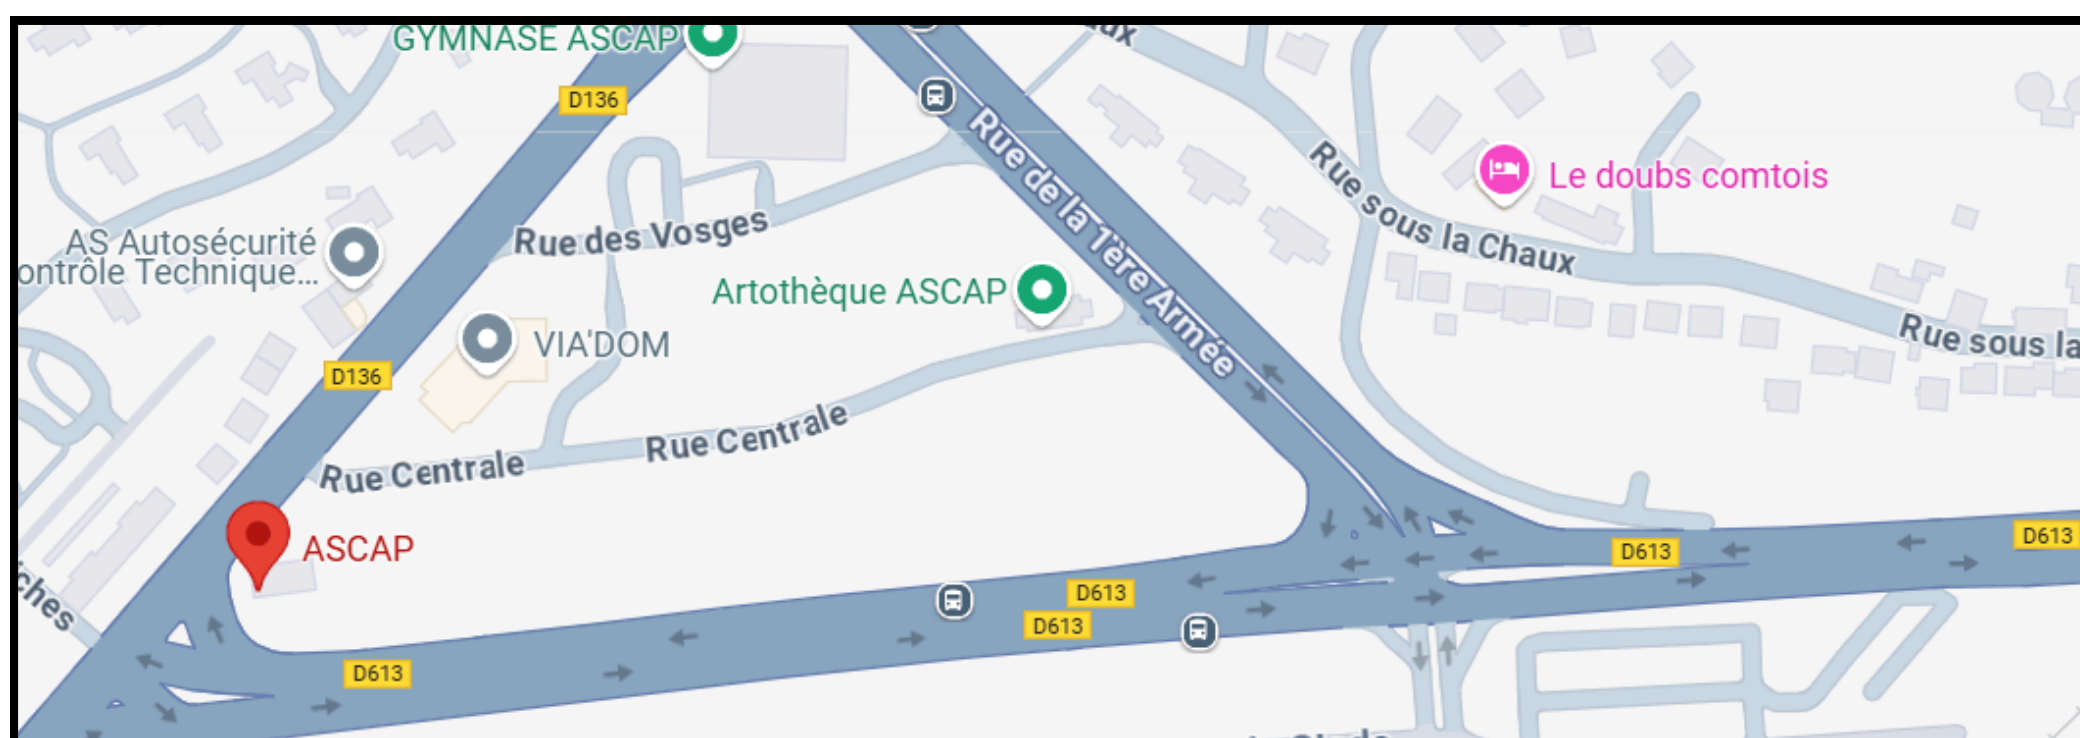 GYMNASE ASCAP
D136
Rue de la 1ère Armée
Rue sous la Chaux
Le doubs comtois
Rue des Vosges
AS Autosécurité
ontrôle Technique...
Artothèque ASCAP
VIA'DOM
Rue sous la
D136
Rue Centrale
Rue Centrale
ASCAP
D613
D613
D613
D613
D613